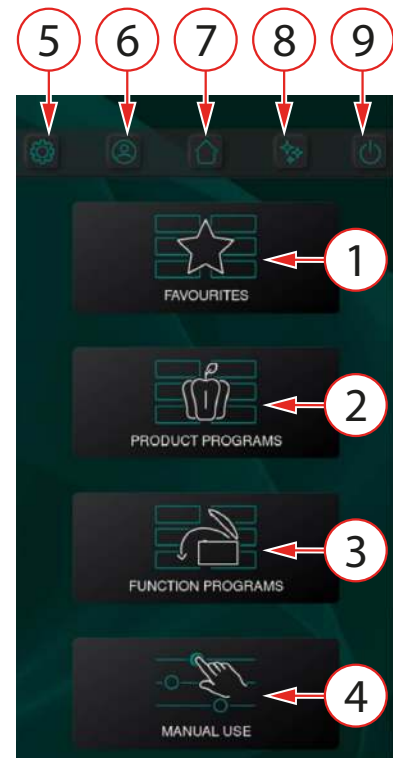 5 6 7 8 9
1
FAVOURITES
2
PRODUCT PROGRAMS
3
FUNCTION PROGRAMS
4
MANUAL USE